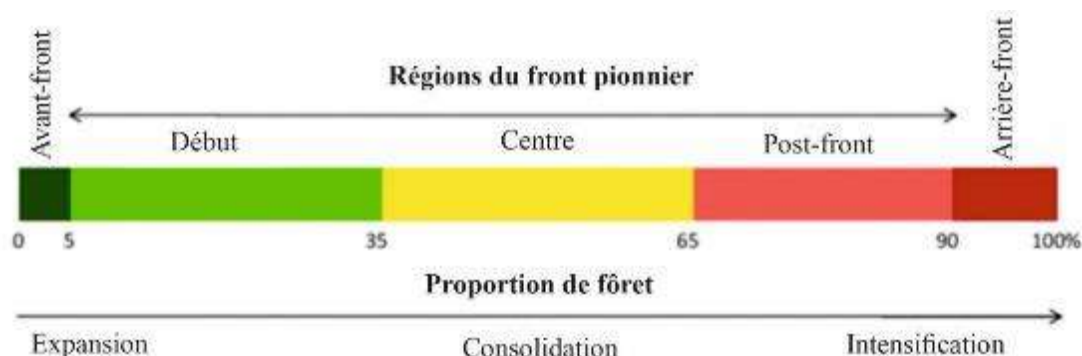 Avant-front
Régions du front pionnier
Arrière-front
Début
Centre
Post-front
0 5 35 65 90 100%
Proportion de fôret
Expansion
Consolidation
Intensification